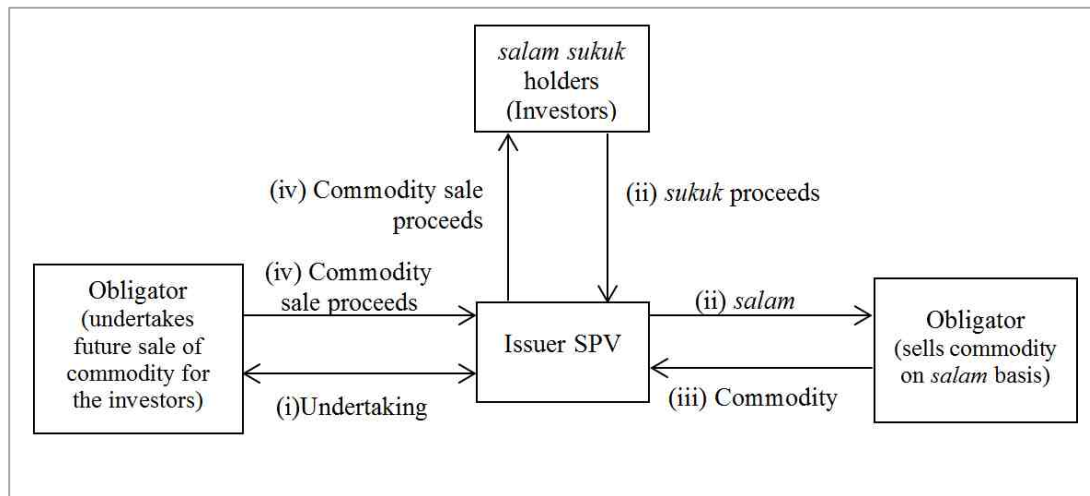 salam sukuk
holders
(Investors)
(iv) Commodity sale
proceeds
(ii) sukuk proceeds
Obligator
(undertakes
future sale of
commodity for
the investors)
(iv) Commodity
sale proceeds
(i)Undertaking
Issuer SPV
(ii) salam
(iii) Commodity
Obligator
(sells commodity
on salam basis)